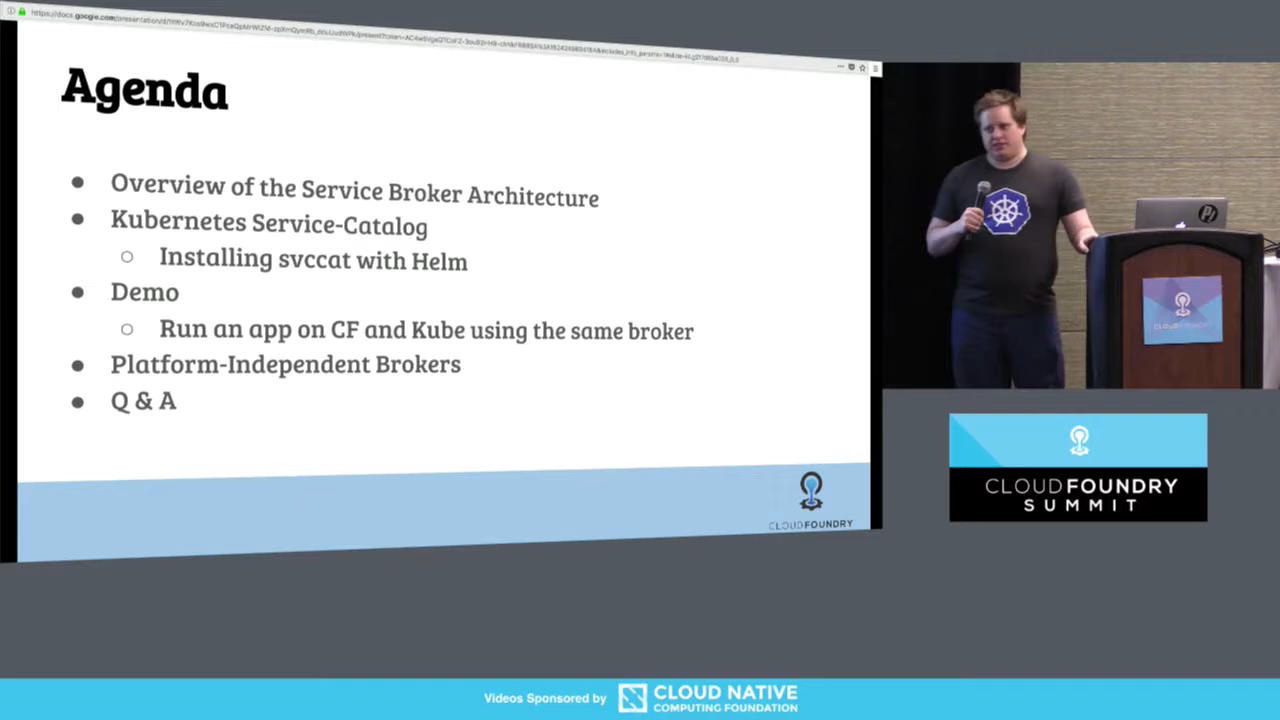 Agenda
Overview of the Service Broker Architecture
Kubernetes Service-Catalog
Installing svccat with Helm
Demo
Run an app on CF and Kube using the same broker
Platform-Independent Brokers
Q & A
CLOUDFOUNDRY
CLOUDFOUNDRY
CLOUDFOUNDRY
SUMMIT
Videos Sponsored by
CLOUD NATIVE
COMPUTING FOUNDATION